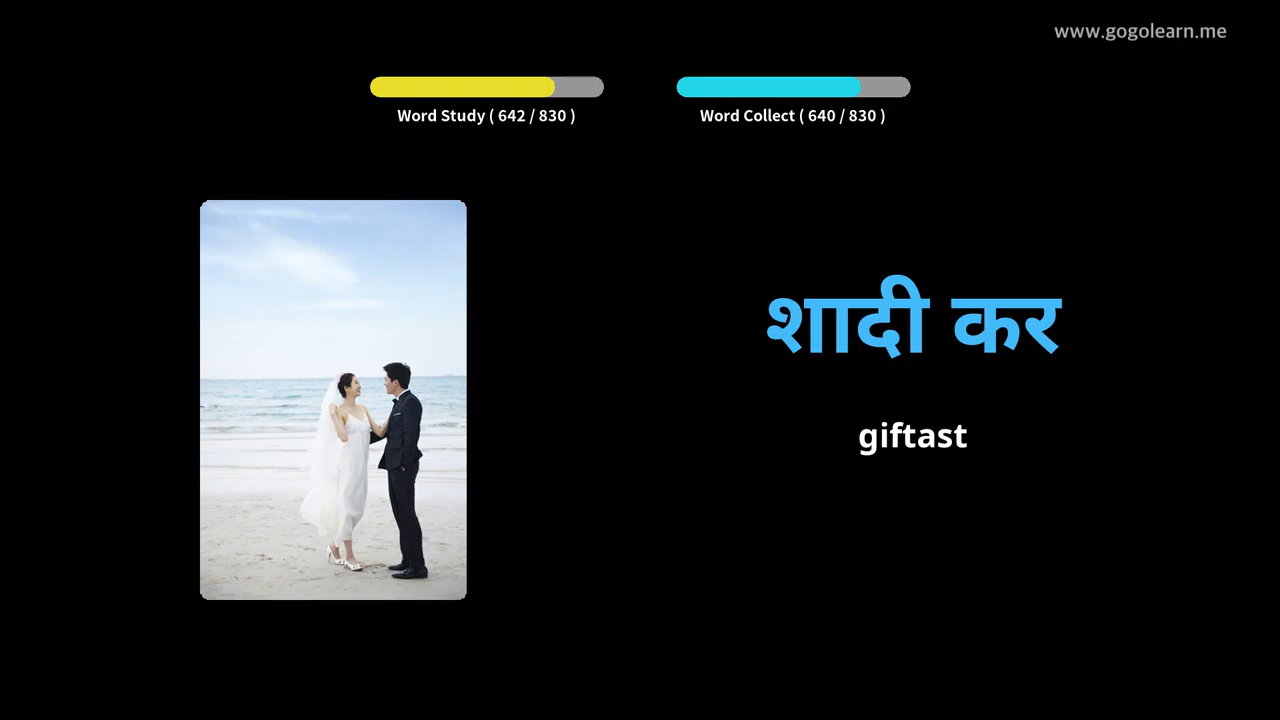 www.gogolearn.me
Word Study ( 642 / 830 )
Word Collect ( 640 / 830 )
शादी कर
giftast